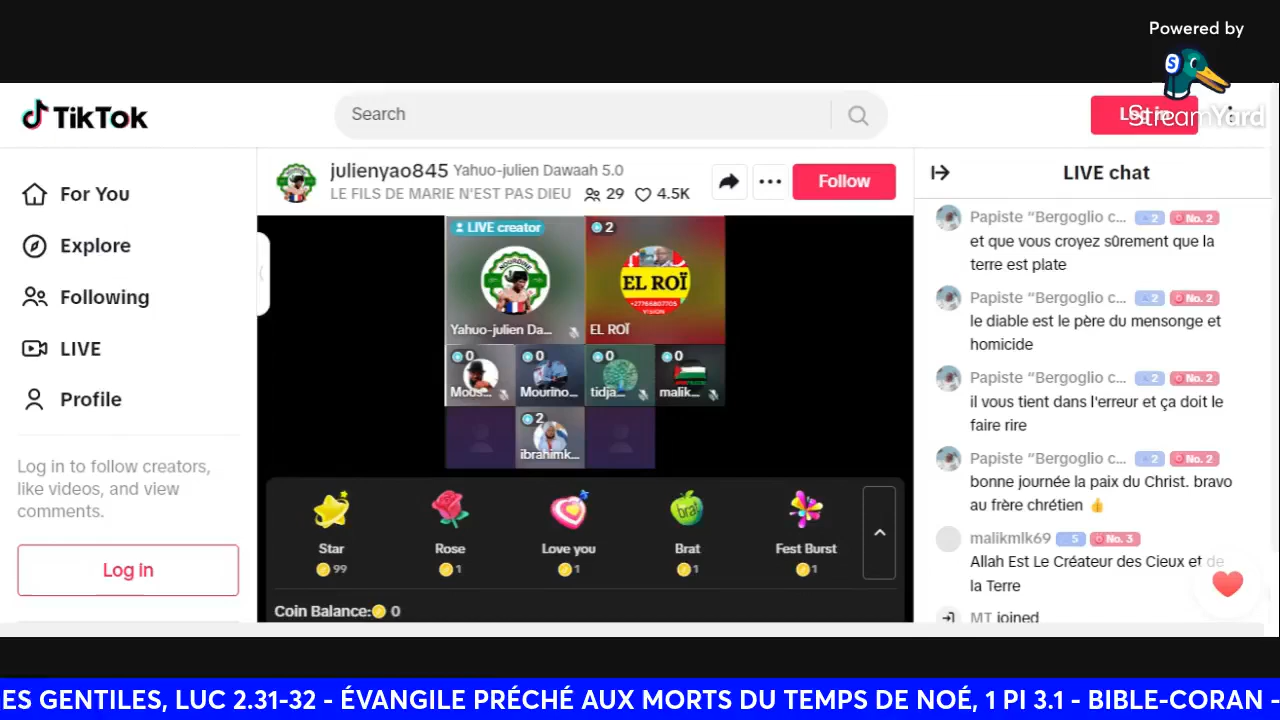 Powered by
StreamYard
TikTok
Search
Log in
For You
Explore
Following
LIVE
Profile
Log in to follow creators,
like videos, and view
comments.
Log in
julienyao845 Yahuo-julien Dawaah 5.0
LE FILS DE MARIE N'EST PAS DIEU 29 4.5K
Follow
LIVE creator
2
NOURDINE
EL ROÏ
+27766807705
VISION
Yahuo-julien Da...
EL ROÏ
0 0 0 0
Mous... Mourino... tidja... malik...
2
ibrahimk...
bra!
Star Rose Love you Brat Fest Burst
99 1 1 1 1
Coin Balance: 0
LIVE chat
Papiste “Bergoglio c... 2 No. 2
et que vous croyez sûrement que la
terre est plate
Papiste “Bergoglio c... 2 No. 2
le diable est le père du mensonge et
homicide
Papiste “Bergoglio c... 2 No. 2
il vous tient dans l'erreur et ça doit le
faire rire
Papiste “Bergoglio c... 2 No. 2
bonne journée la paix du Christ. bravo
au frère chrétien 👍
malikmlk69 5 No. 3
Allah Est Le Créateur des Cieux et de
la Terre
MT joined
ES GENTILES, LUC 2.31-32 - ÉVANGILE PRÉCHÉ AUX MORTS DU TEMPS DE NOÉ, 1 PI 3.1 - BIBLE-CORAN -